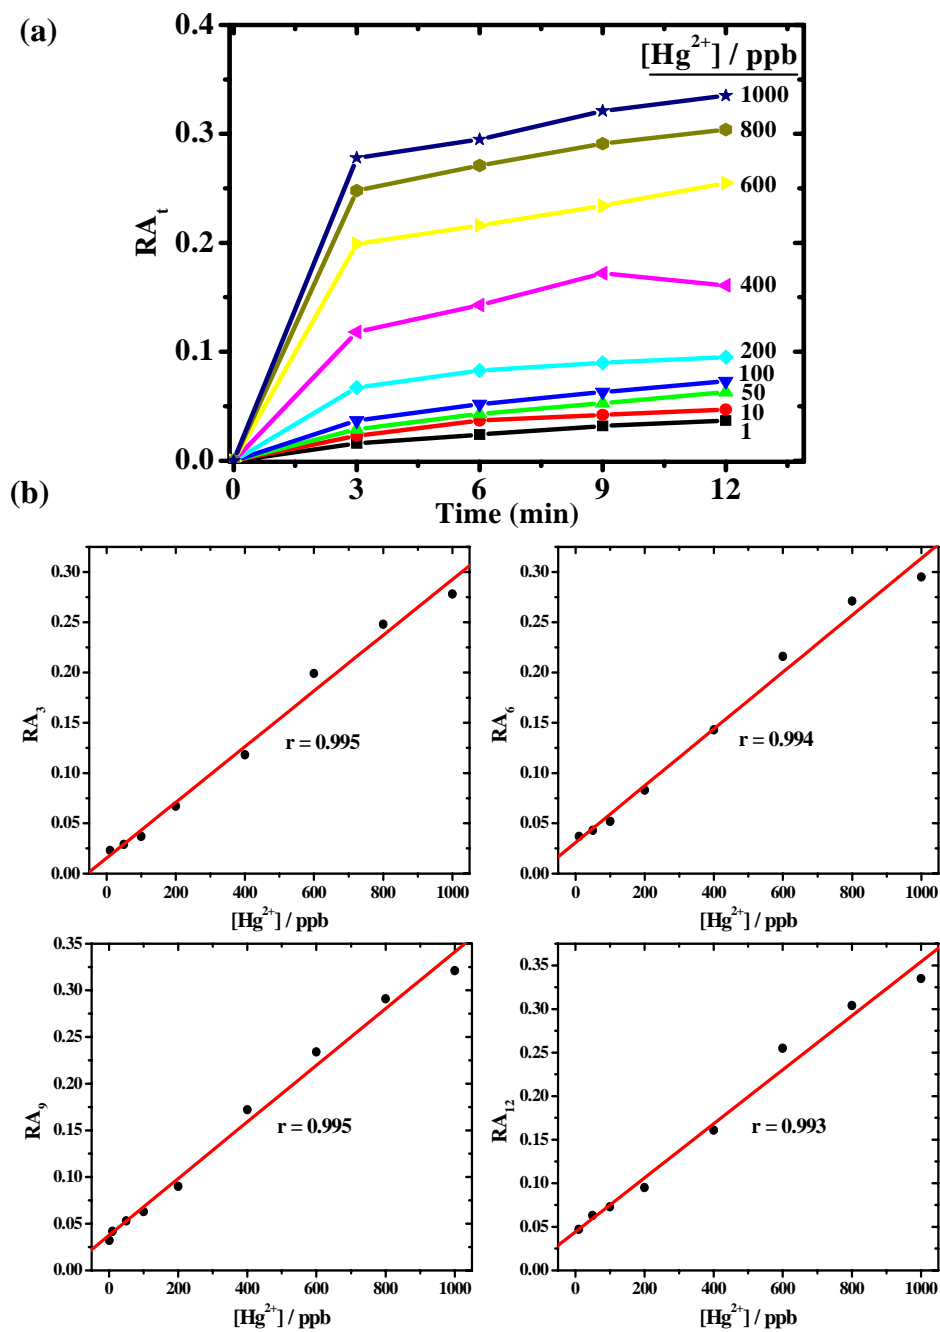 (a)
[Hg²⁺] / ppb
0.4
0.3
0.2
0.1
0.0
RAₜ
1000
800
600
400
200
100
50
10
1
0 3 6 9 12
Time (min)
(b)
0.30
0.25
0.20
0.15
0.10
0.05
0.00
RA₃
r = 0.995
0 200 400 600 800 1000
[Hg²⁺] / ppb
0.30
0.25
0.20
0.15
0.10
0.05
0.00
RA₆
r = 0.994
0 200 400 600 800 1000
[Hg²⁺] / ppb
0.35
0.30
0.25
0.20
0.15
0.10
0.05
0.00
RA₉
r = 0.995
0 200 400 600 800 1000
[Hg²⁺] / ppb
0.35
0.30
0.25
0.20
0.15
0.10
0.05
0.00
RA₁₂
r = 0.993
0 200 400 600 800 1000
[Hg²⁺] / ppb